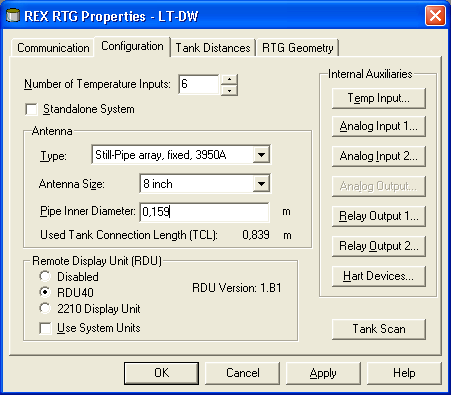 REX RTG Properties - LT-DW
Communication Configuration Tank Distances RTG Geometry
Number of Temperature Inputs: 6
Standalone System
Antenna
Type: Still-Pipe array, fixed, 3950A
Antenna Size: 8 inch
Pipe Inner Diameter: 0,159 m
Used Tank Connection Length (TCL): 0,839 m
Remote Display Unit (RDU)
Disabled
RDU40
RDU Version: 1.B1
2210 Display Unit
Use System Units
Internal Auxiliaries
Temp Input...
Analog Input 1...
Analog Input 2...
Analog Output...
Relay Output 1...
Relay Output 2...
Hart Devices...
Tank Scan
OK Cancel Apply Help